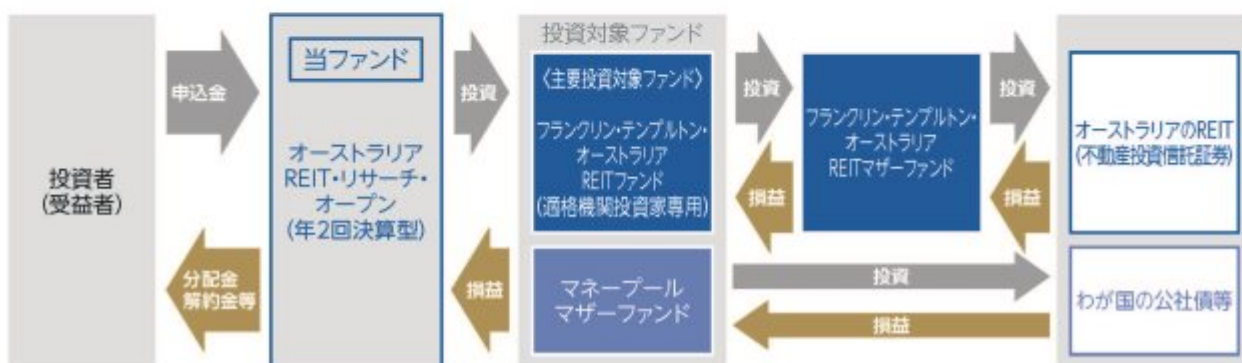 投資者
(受益者)
申込金
分配金
解約金等
当ファンド
オーストラリア
REIT・リサーチ・
オープン
(年2回決算型)
投資
損益
投資対象ファンド
〈主要投資対象ファンド〉
フランクリン・テンプルトン・
オーストラリア
REITファンド
(適格機関投資家専用)
マネープール
マザーファンド
投資
損益
フランクリン・テンプルトン・
オーストラリア
REITマザーファンド
投資
損益
投資
損益
オーストラリアのREIT
(不動産投資信託証券)
わが国の公社債等